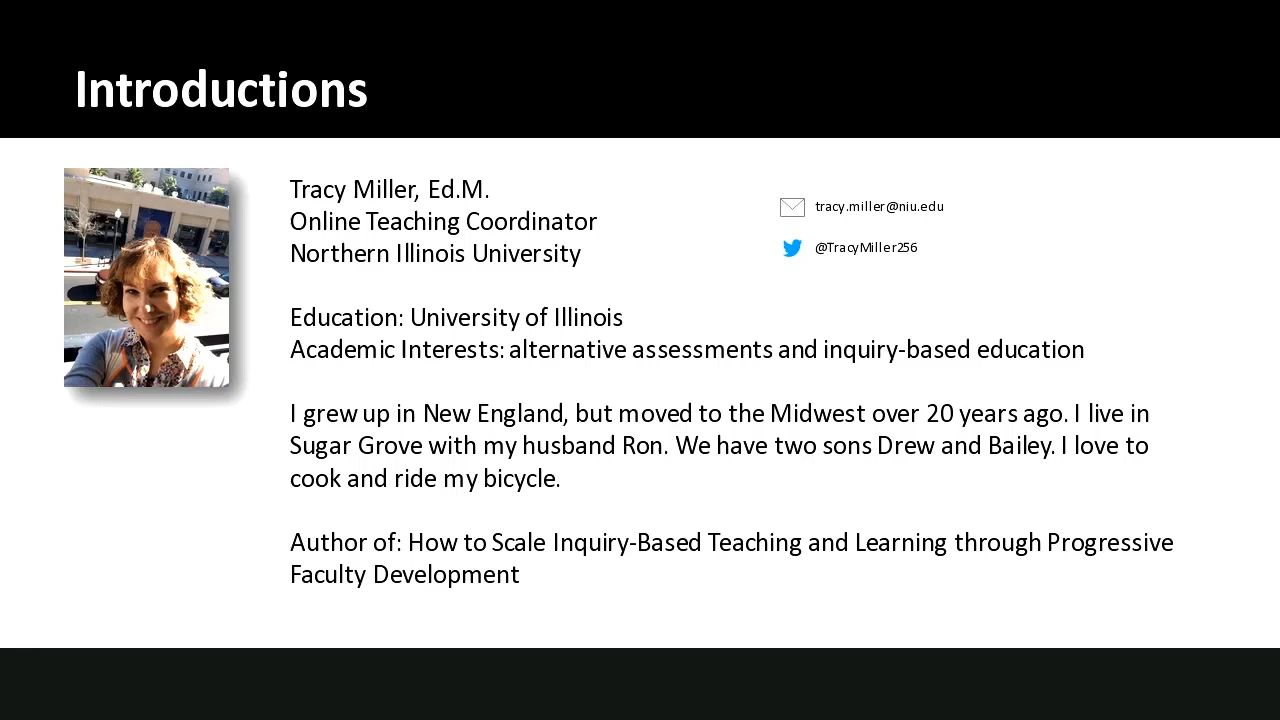 Introductions
Tracy Miller, Ed.M.
Online Teaching Coordinator
Northern Illinois University
tracy.miller@niu.edu
@TracyMiller256
Education: University of Illinois
Academic Interests: alternative assessments and inquiry-based education
I grew up in New England, but moved to the Midwest over 20 years ago. I live in
Sugar Grove with my husband Ron. We have two sons Drew and Bailey. I love to
cook and ride my bicycle.
Author of: How to Scale Inquiry-Based Teaching and Learning through Progressive
Faculty Development